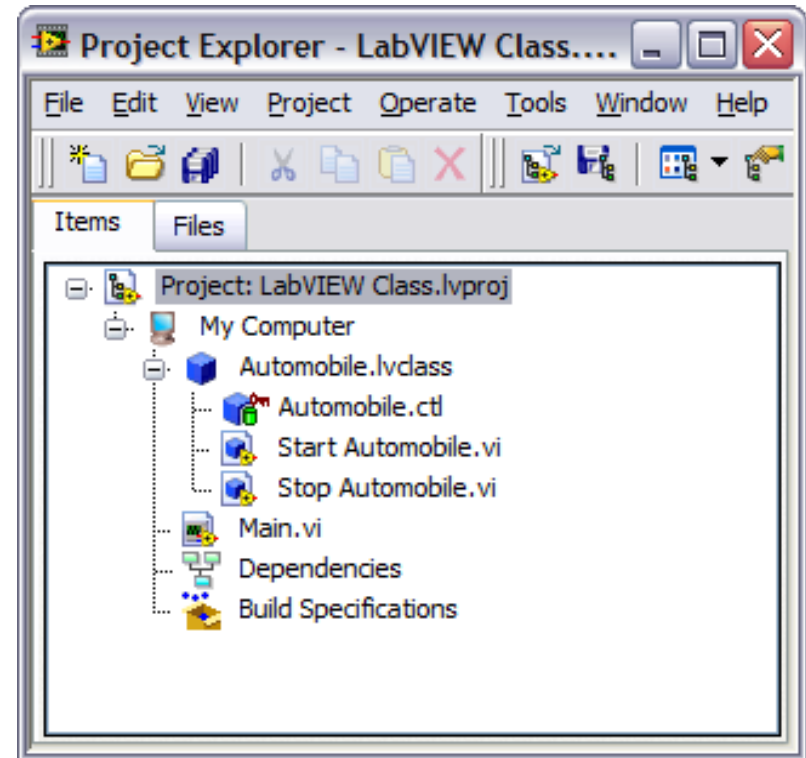 Project Explorer - LabVIEW Class....
File Edit View Project Operate Tools Window Help
Items Files
Project: LabVIEW Class.lvproj
My Computer
Automobile.lvclass
Automobile.ctl
Start Automobile.vi
Stop Automobile.vi
Main.vi
Dependencies
Build Specifications